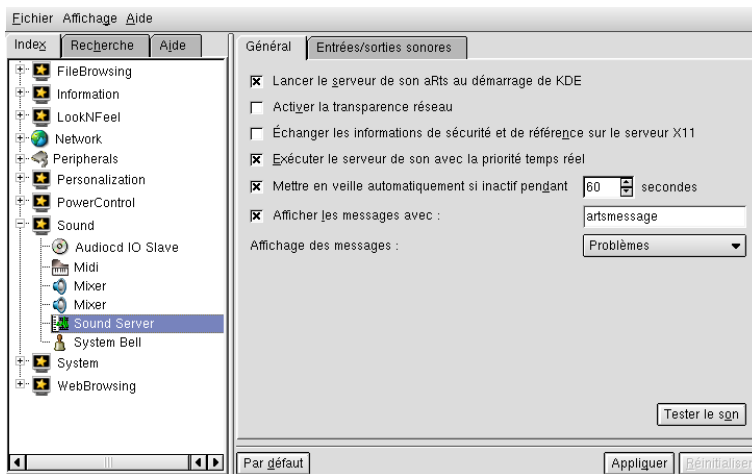 Fichier Affichage Aide
Index Recherche Aide
FileBrowsing
Information
LookNFeel
Network
Peripherals
Personalization
PowerControl
Sound
Audiocd IO Slave
Midi
Mixer
Mixer
Sound Server
System Bell
System
WebBrowsing
Général Entrées/sorties sonores
Lancer le serveur de son aRts au démarrage de KDE
Activer la transparence réseau
Échanger les informations de sécurité et de référence sur le serveur X11
Exécuter le serveur de son avec la priorité temps réel
Mettre en veille automatiquement si inactif pendant 60 secondes
Afficher les messages avec : artsmessage
Affichage des messages : Problèmes
Tester le son
Par défaut Appliquer Réinitialiser